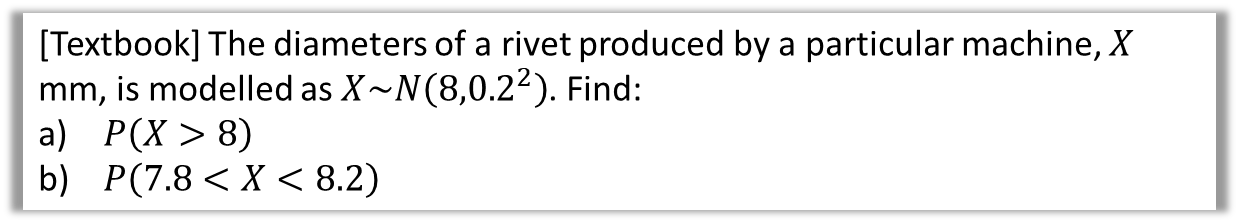 [Textbook] The diameters of a rivet produced by a particular machine, X
mm, is modelled as X~N(8,0.2²). Find:
a) P(X > 8)
b) P(7.8 < X < 8.2)